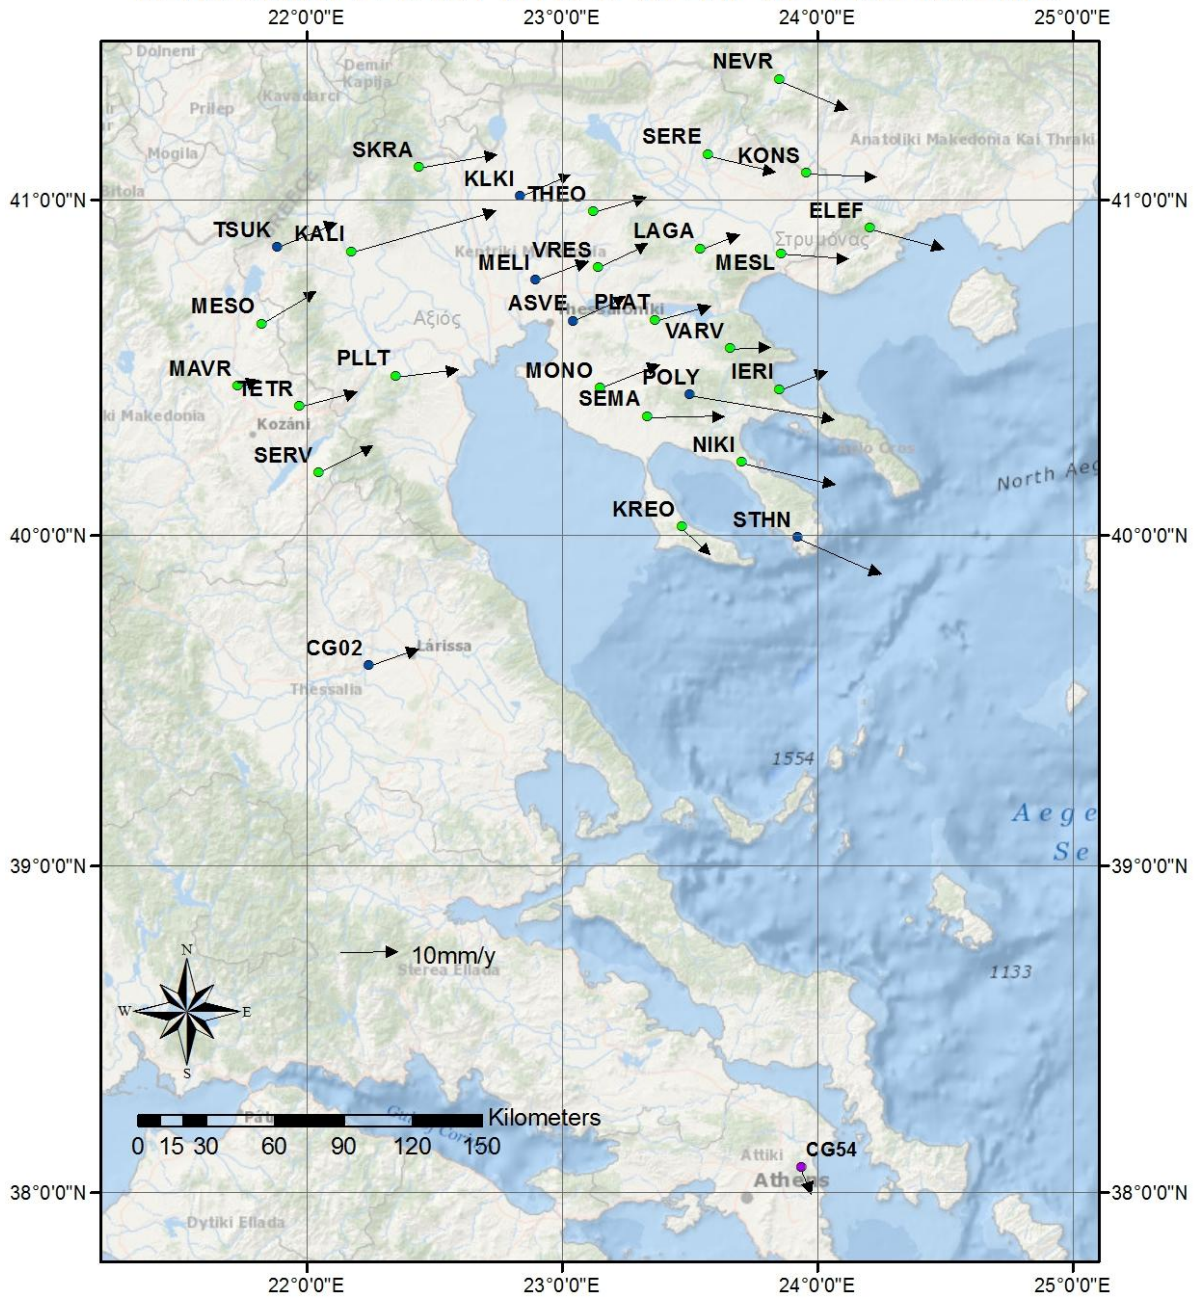 22°0'0"E 23°0'0"E 24°0'0"E 25°0'0"E
Dolneni
Demir
Kapija
NEVR
Kavadarci
Prilep
SERE
Anatoliki Makedonia Kai Thraki
SKRA
Mogila
KONS
KLKI
Bitola
THEO
41°0'0"N 41°0'0"N
ELEF
TSUK
KALI
LAGA
Στρυμόνας
VRES
Kentriki
MELI
MESL
MESO
ASVE
PLAT
Thessaloniki
Αξιός
VARV
PLLT
MAVR
MONO
IERI
POLY
TETR
SEMA
ki Makedonia
Kozáni
NIKI
SERV
North Aeg
KREO
STHN
40°0'0"N 40°0'0"N
CG02
Lárissa
Thessalia
1554
Aege
Se
39°0'0"N 39°0'0"N
10mm/y
Sterea Ellada
1133
N
W E
S
Kilometers
0 15 30 60 90 120 150
CG54
Attiki
Athens
38°0'0"N 38°0'0"N
Dytiki Ellada
22°0'0"E 23°0'0"E 24°0'0"E 25°0'0"E